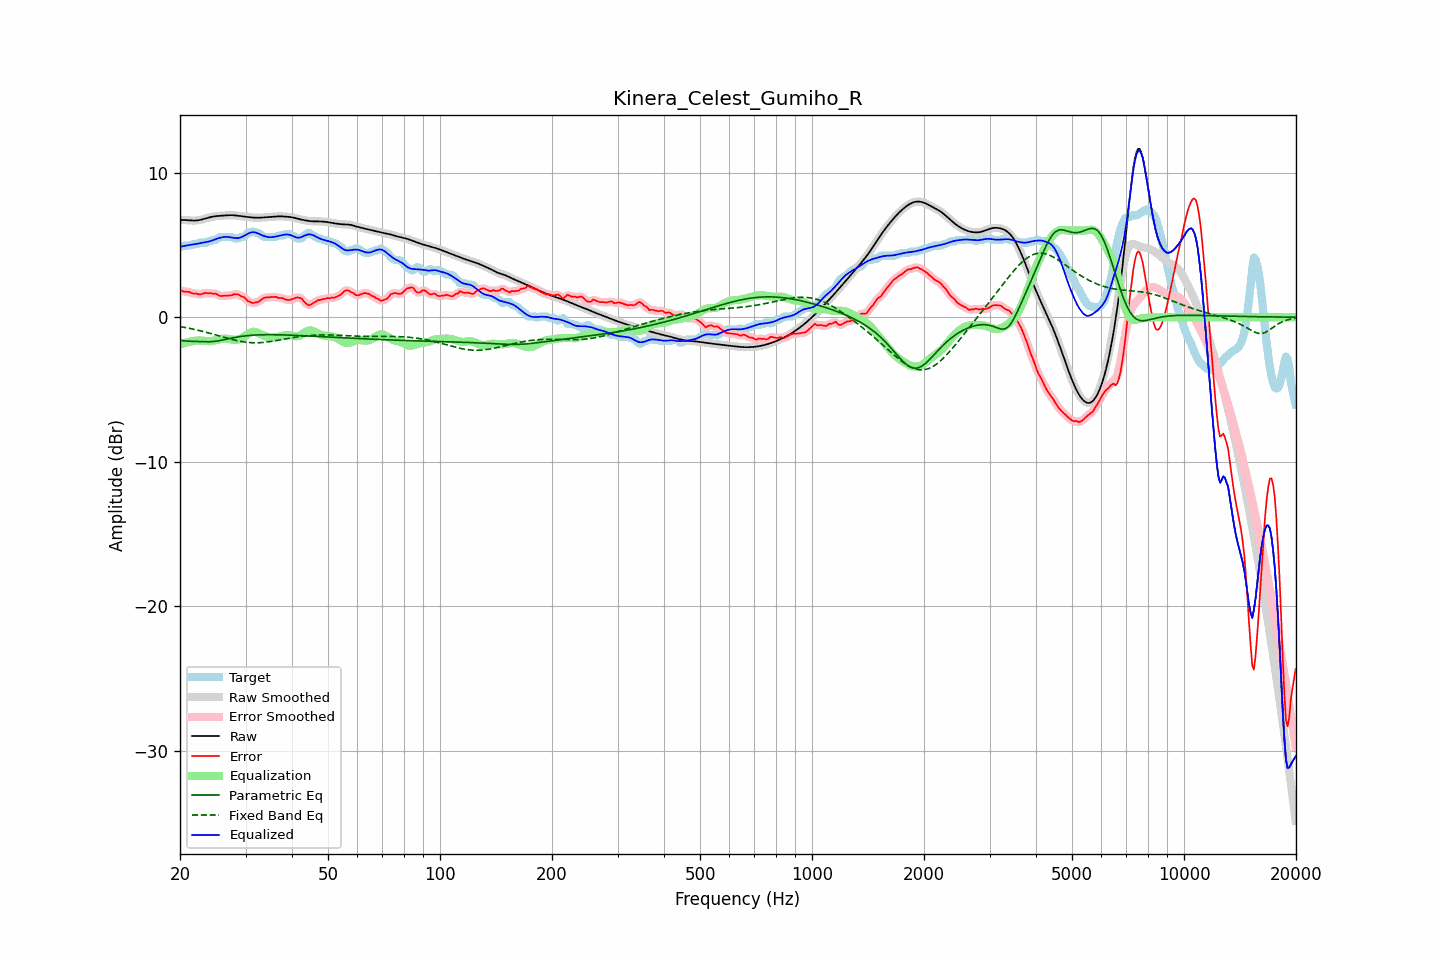 Kinera_Celest_Gumiho_R
10
0
−10
−20
−30
Amplitude (dBr)
Target
Raw Smoothed
Error Smoothed
Raw
Error
Equalization
Parametric Eq
Fixed Band Eq
Equalized
20 50 100 200 500 1000 2000 5000 10000 20000
Frequency (Hz)